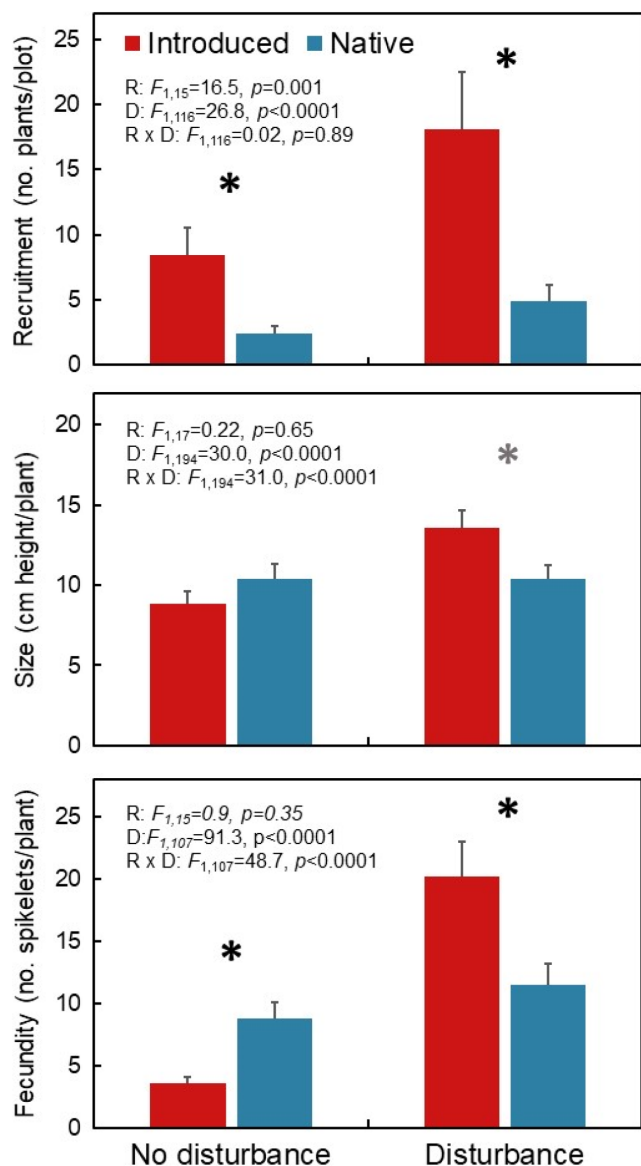 Introduced Native
R: F1,15=16.5, p=0.001
D: F1,116=26.8, p<0.0001
R x D: F1,116=0.02, p=0.89
*
*
Recruitment (no. plants/plot)
25
20
15
10
5
0
R: F1,17=0.22, p=0.65
D: F1,194=30.0, p<0.0001
R x D: F1,194=31.0, p<0.0001
*
Size (cm height/plant)
20
15
10
5
0
R: F1,15=0.9, p=0.35
D:F1,107=91.3, p<0.0001
R x D: F1,107=48.7, p<0.0001
*
*
Fecundity (no. spikelets/plant)
25
20
15
10
5
0
No disturbance Disturbance